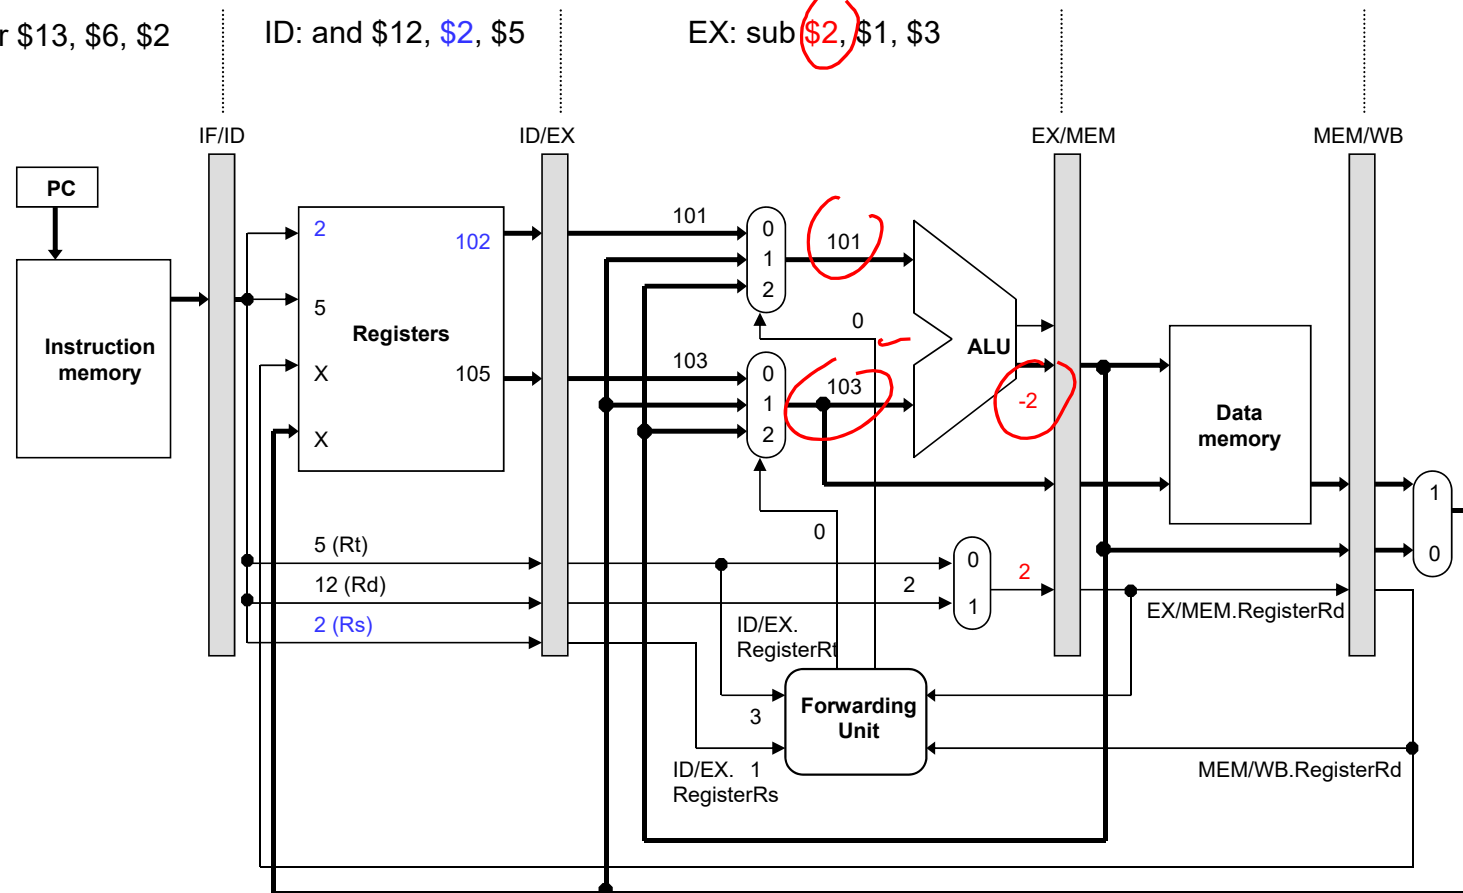 r $13, $6, $2
ID: and $12, $2, $5
EX: sub $2, $1, $3
IF/ID
ID/EX
EX/MEM
MEM/WB
PC
Instruction
memory
2
5
X
X
Registers
102
105
101
103
0
1
2
0
1
2
101
103
0
0
ALU
-2
Data
memory
1
0
5 (Rt)
12 (Rd)
2 (Rs)
2
0
1
2
EX/MEM.RegisterRd
ID/EX.
RegisterRt
3
Forwarding
Unit
ID/EX. 1
RegisterRs
MEM/WB.RegisterRd